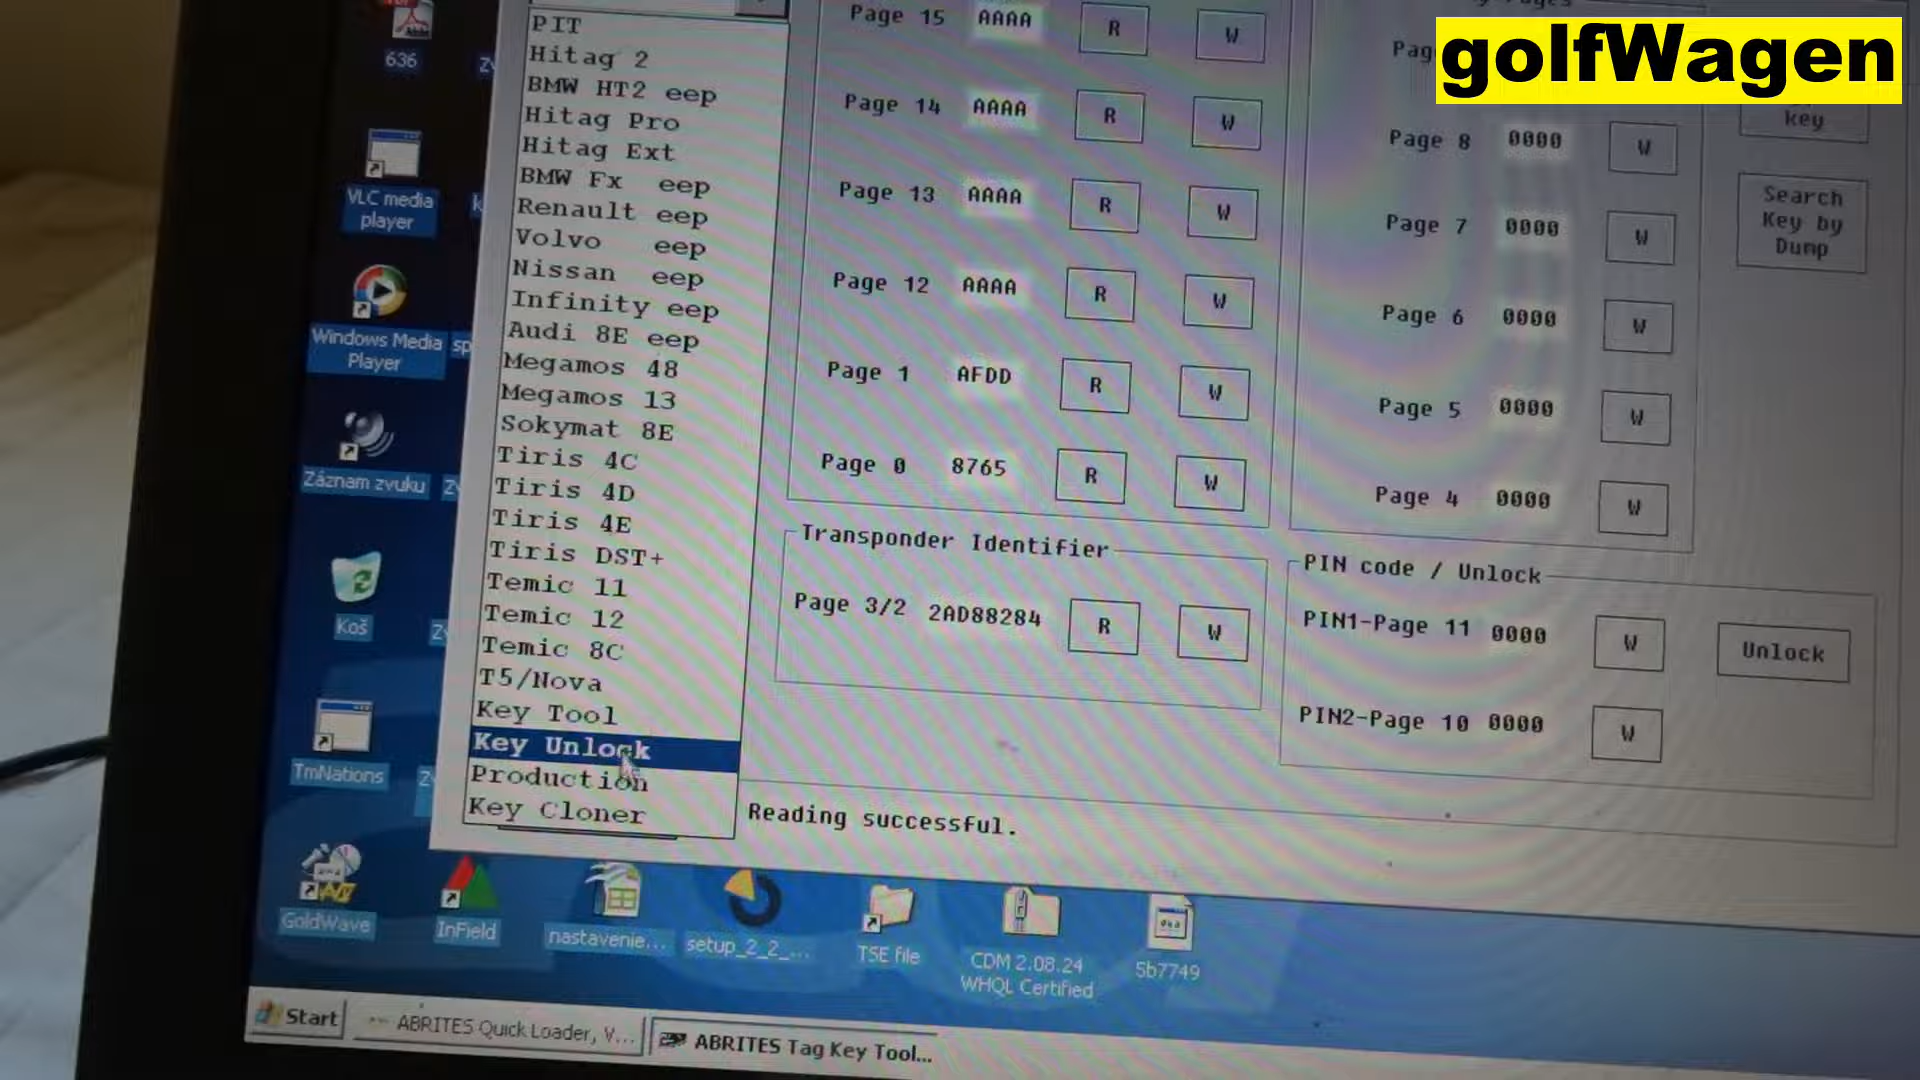 golfWagen
636
VLC media
player
Windows Media
Player
Záznam zvuku
Koš
TmNations
GoldWave
InField
nastavenie...
setup_2_2_...
TSE file
CDM 2.08.24
WHQL Certified
5b7749
PIT
Hitag 2
BMW HT2 eep
Hitag Pro
Hitag Ext
BMW Fx eep
Renault eep
Volvo eep
Nissan eep
Infinity eep
Audi 8E eep
Megamos 48
Megamos 13
Sokymat 8E
Tiris 4C
Tiris 4D
Tiris 4E
Tiris DST+
Temic 11
Temic 12
Temic 8C
T5/Nova
Key Tool
Key Unlock
Production
Key Cloner
Page 15 AAAA R W
Page 14 AAAA R W
Page 13 AAAA R W
Page 12 AAAA R W
Page 1 AFDD R W
Page 0 8765 R W
Transponder Identifier
Page 3/2 2AD88284 R W
Page 8 0000 W
Page 7 0000 W
Page 6 0000 W
Page 5 0000 W
Page 4 0000 W
key
Search
Key by
Dump
PIN code / Unlock
PIN1-Page 11 0000 W Unlock
PIN2-Page 10 0000 W
Reading successful.
Start
ABRITES Quick Loader, V...
ABRITES Tag Key Tool...